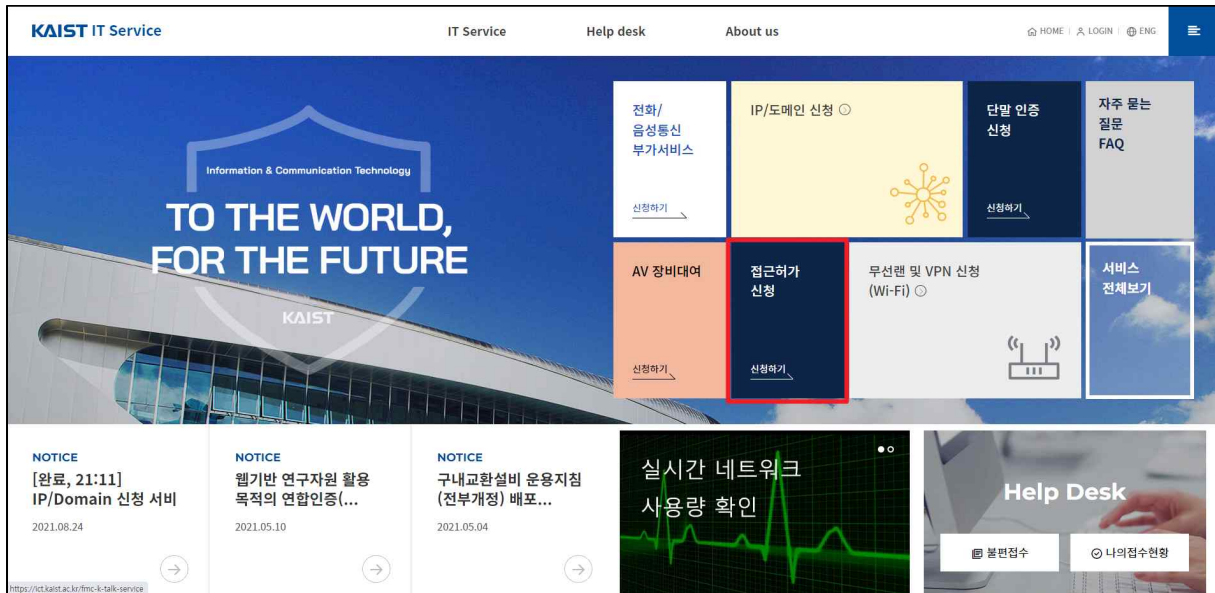 KAIST IT Service
IT Service
Help desk
About us
HOME
LOGIN
ENG
Information & Communication Technology
TO THE WORLD,
FOR THE FUTURE
KAIST
전화/
음성통신
부가서비스
신청하기
IP/도메인 신청
단말 인증
신청
신청하기
자주 묻는
질문
FAQ
AV 장비대여
신청하기
접근허가
신청
신청하기
무선랜 및 VPN 신청
(Wi-Fi)
서비스
전체보기
NOTICE
[완료, 21:11]
IP/Domain 신청 서비
2021.08.24
NOTICE
웹기반 연구자원 활용
목적의 연합인증(...
2021.05.10
NOTICE
구내교환설비 운용지침
(전부개정) 배포...
2021.05.04
실시간 네트워크
사용량 확인
Help Desk
불편접수
나의접수현황
https://ict.kaist.ac.kr/fmc-k-talk-service